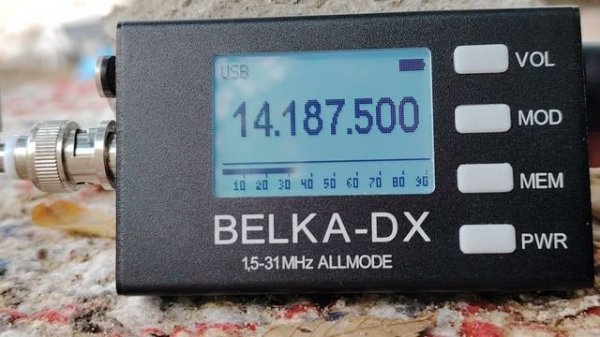 USB
14.187.500
10 20 30 40 50 60 70 80 90
BELKA-DX
1,5-31MHz ALLMODE
VOL
MOD
MEM
PWR